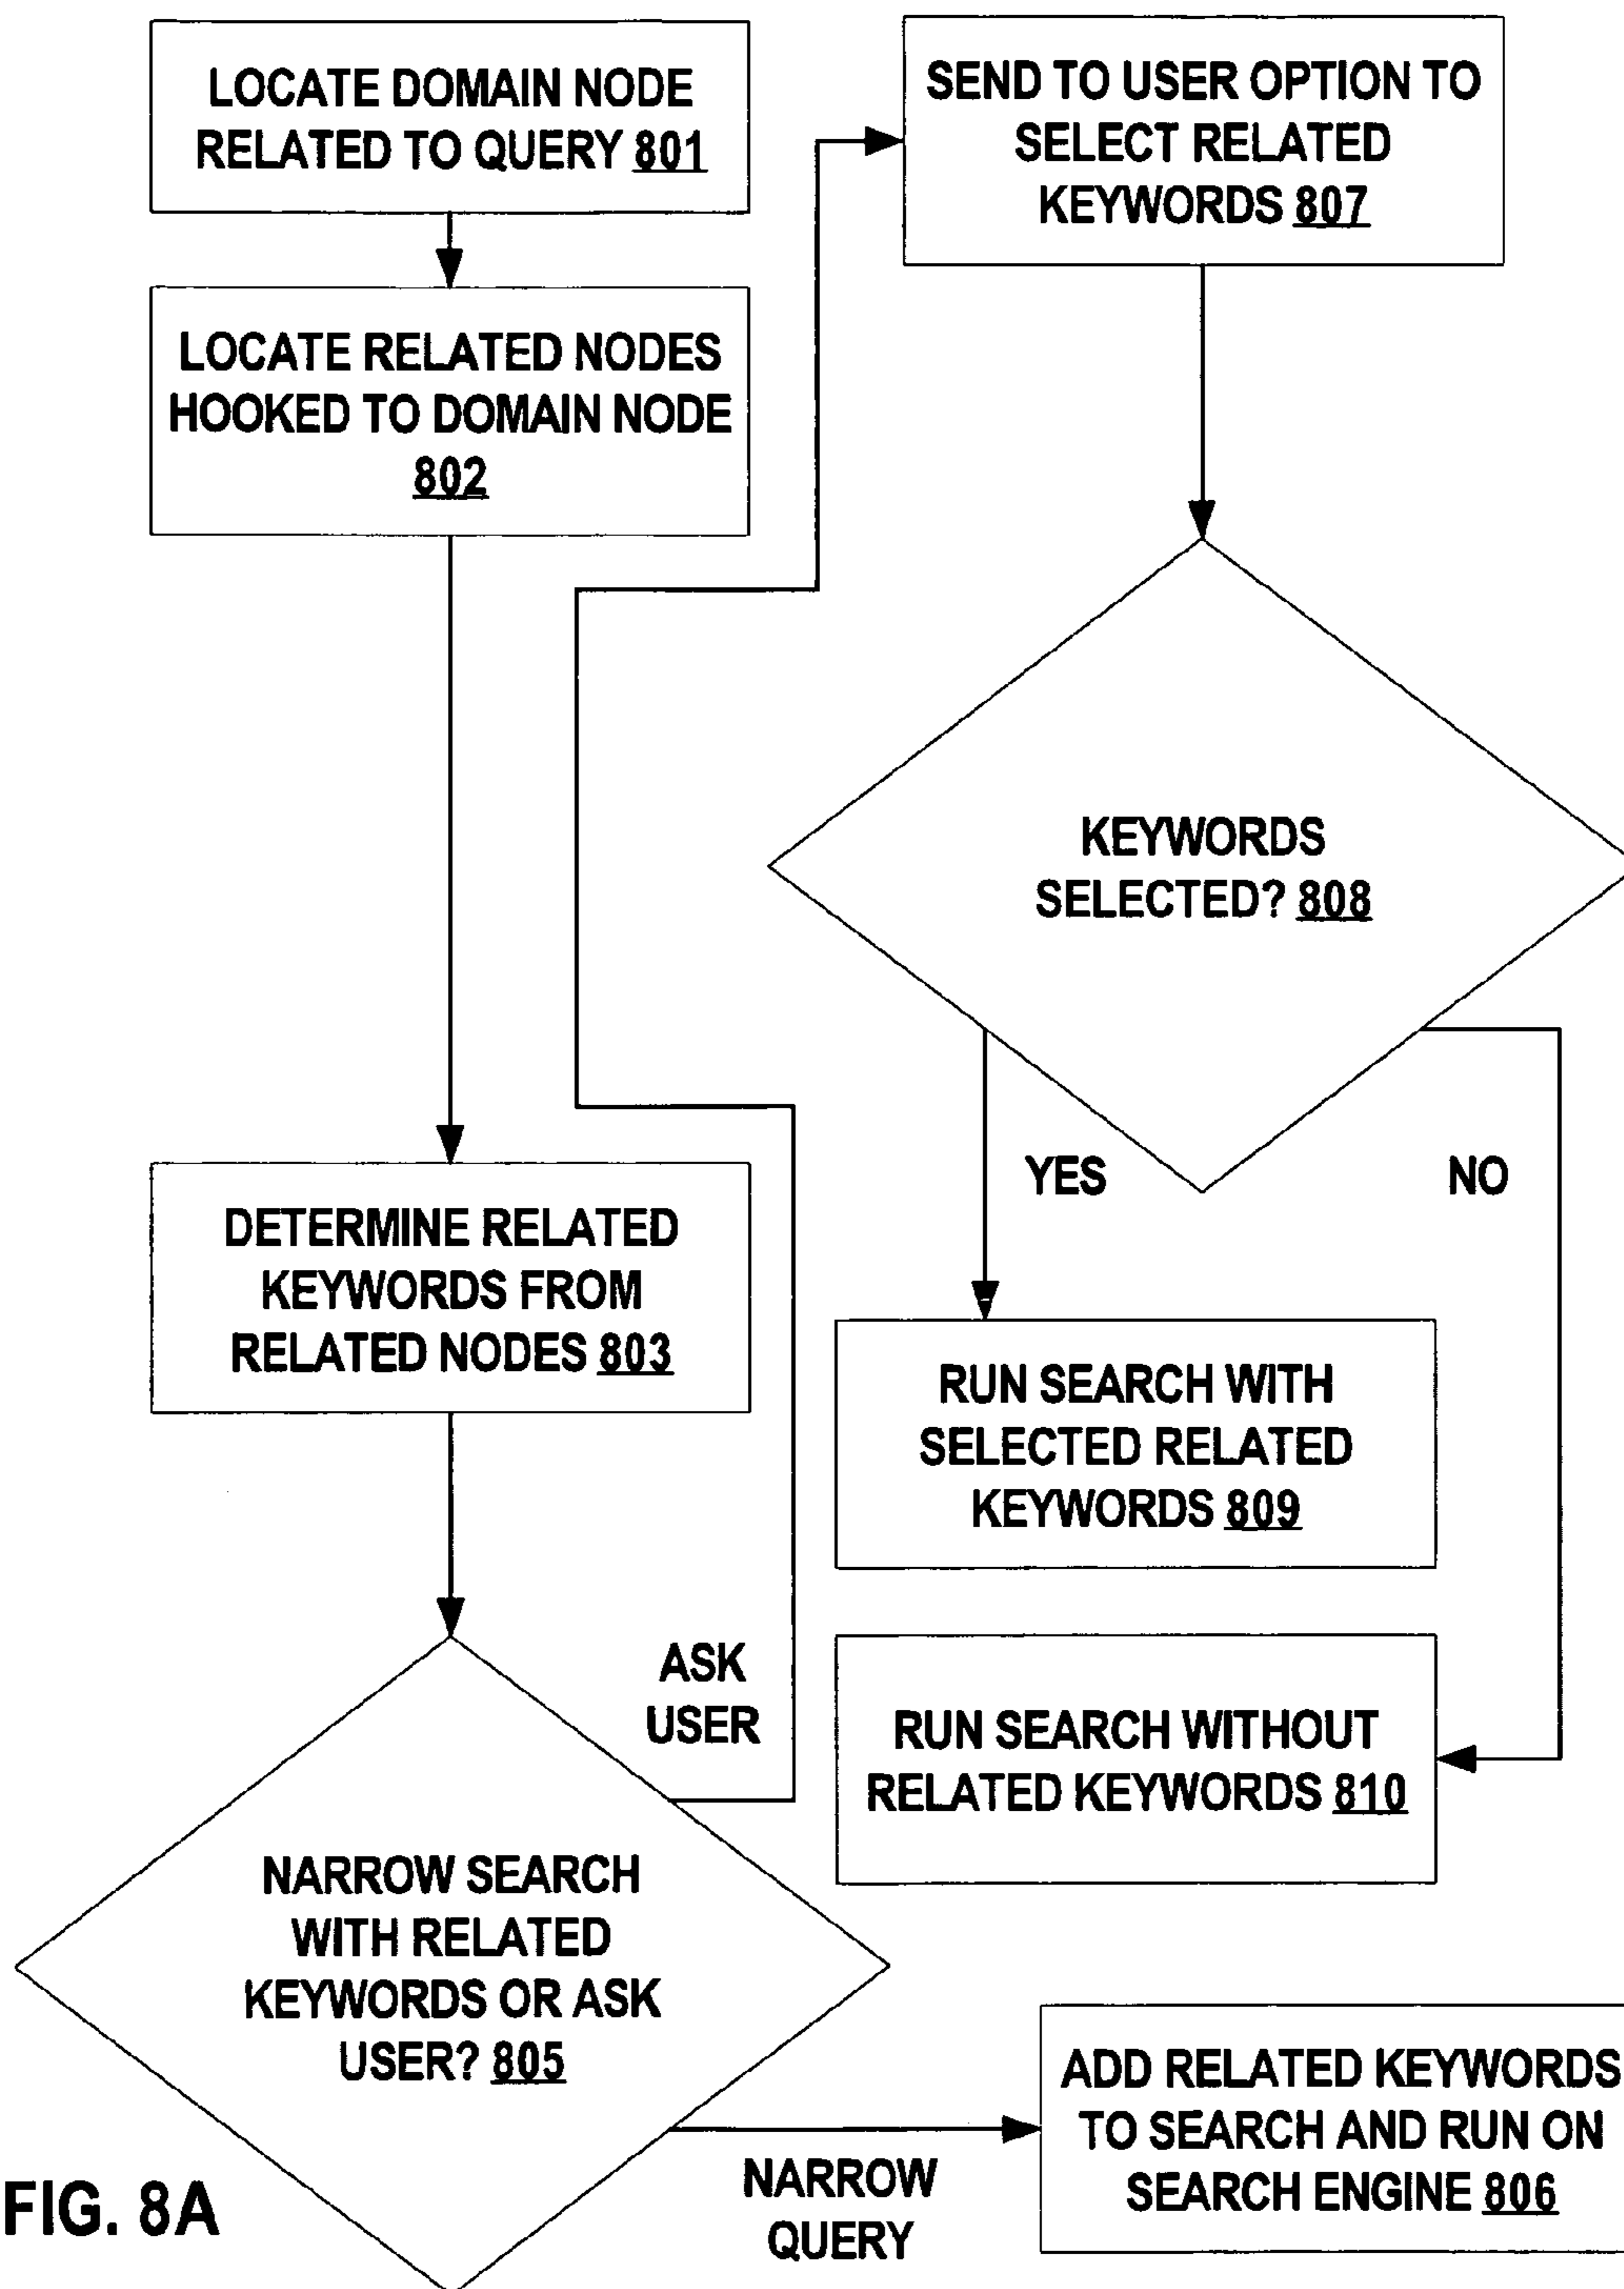 LOCATE DOMAIN NODE
RELATED TO QUERY 801
LOCATE RELATED NODES
HOOKED TO DOMAIN NODE
802
DETERMINE RELATED
KEYWORDS FROM
RELATED NODES 803
ASK
USER
NARROW SEARCH
WITH RELATED
KEYWORDS OR ASK
USER? 805
NARROW
QUERY
ADD RELATED KEYWORDS
TO SEARCH AND RUN ON
SEARCH ENGINE 806
SEND TO USER OPTION TO
SELECT RELATED
KEYWORDS 807
KEYWORDS
SELECTED? 808
YES
NO
RUN SEARCH WITH
SELECTED RELATED
KEYWORDS 809
RUN SEARCH WITHOUT
RELATED KEYWORDS 810
FIG. 8A